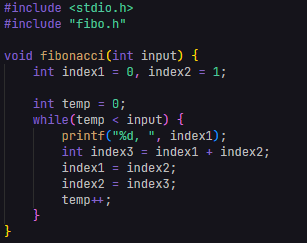 #include <stdio.h>
#include "fibo.h"

void fibonacci(int input) {
    int index1 = 0, index2 = 1;

    int temp = 0;
    while(temp < input) {
        printf("%d, ", index1);
        int index3 = index1 + index2;
        index1 = index2;
        index2 = index3;
        temp++;
    }
}